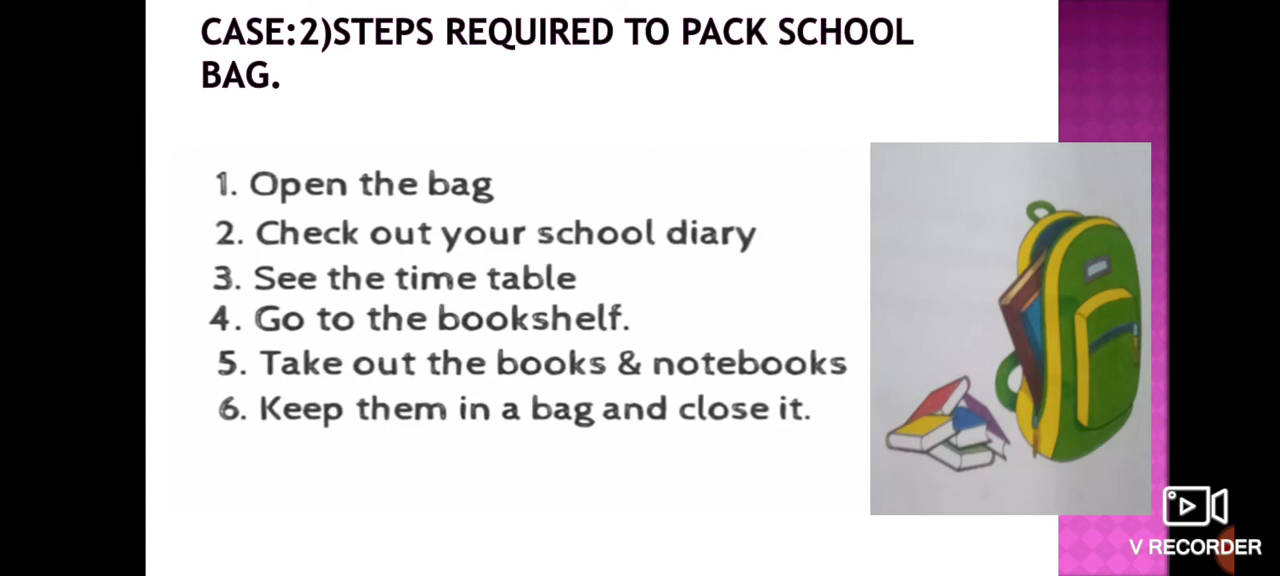 CASE:2)STEPS REQUIRED TO PACK SCHOOL
BAG.
1. Open the bag
2. Check out your school diary
3. See the time table
4. Go to the bookshelf.
5. Take out the books & notebooks
6. Keep them in a bag and close it.
V RECORDER